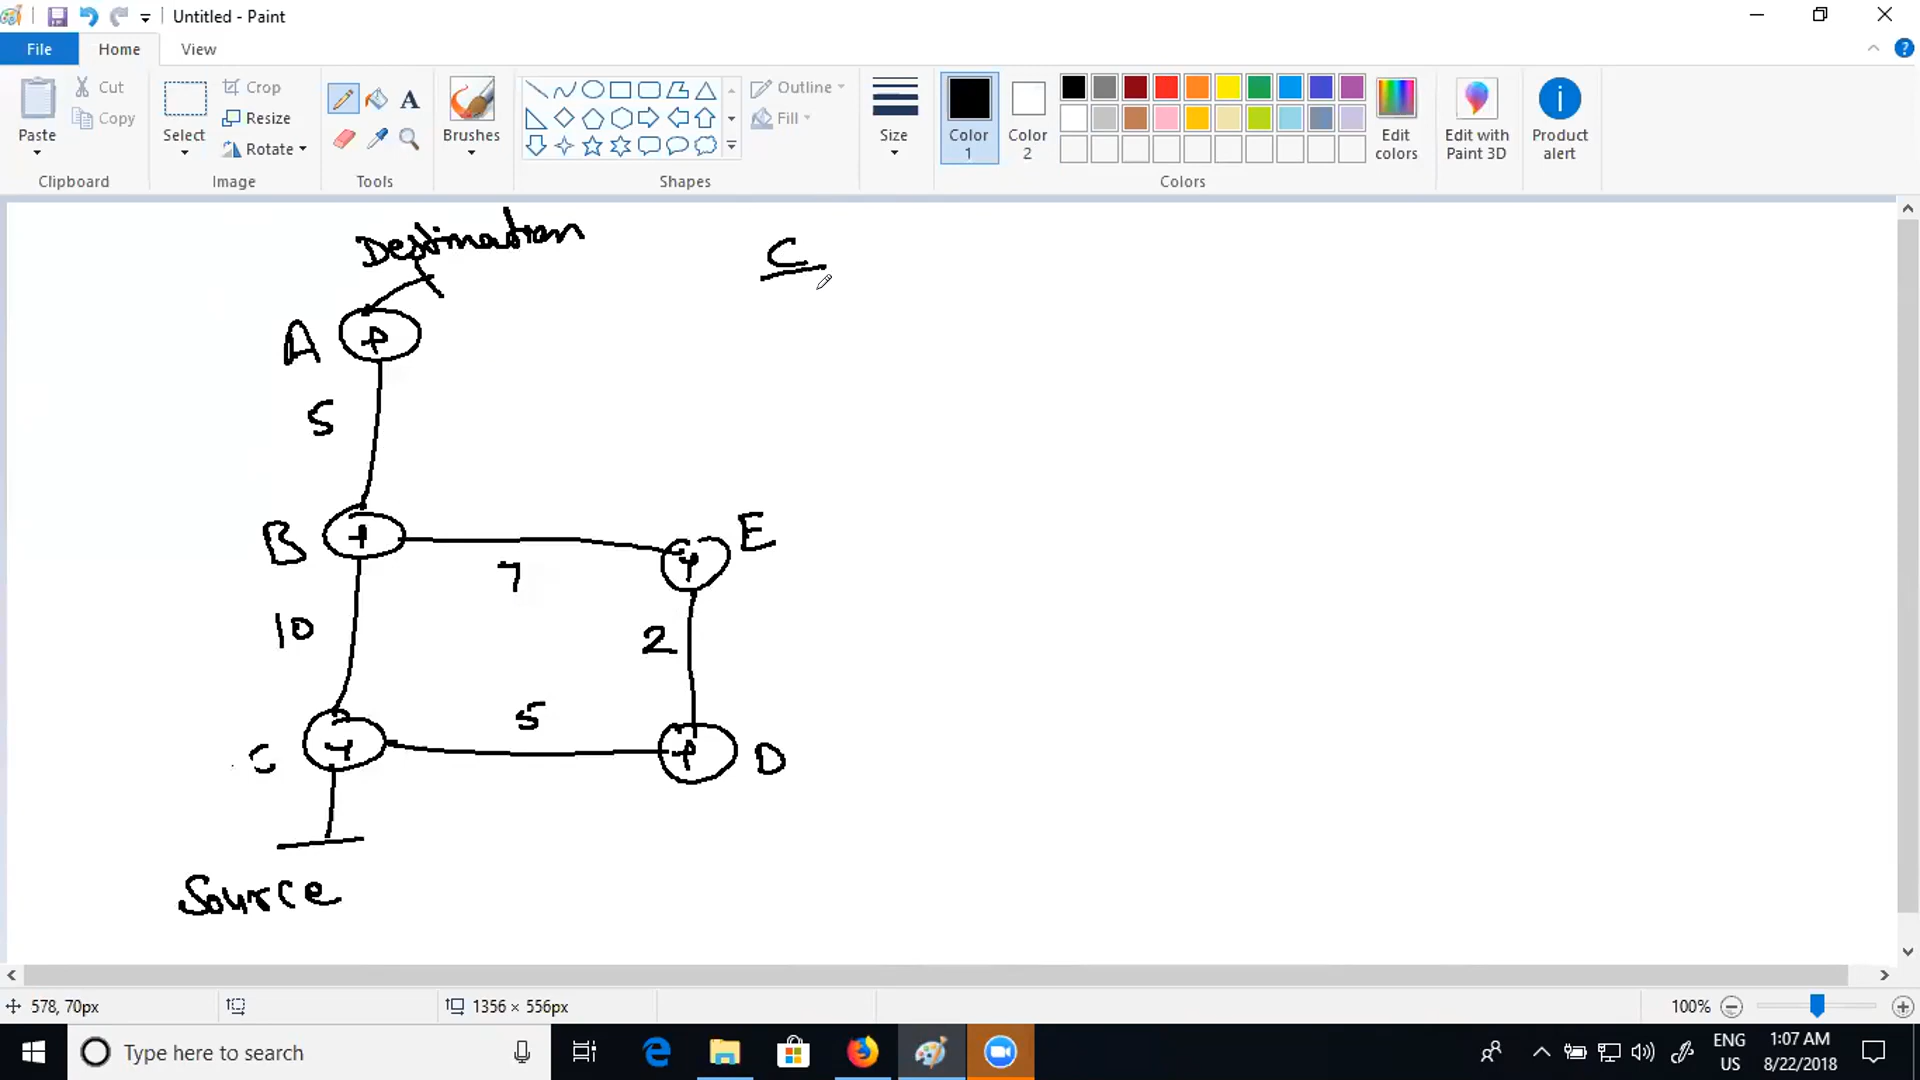 Untitled - Paint
File Home View
Paste
Cut
Copy
Clipboard
Select
Crop
Resize
Rotate
Image
Tools
Brushes
Shapes
Outline
Fill
Size
Color 1
Color 2
Edit colors
Colors
Edit with Paint 3D
Product alert
Destination
C
A
5
B
7
E
10
2
5
C
D
Source
578, 70px
1356 × 556px
100%
Type here to search
ENG
US
1:07 AM
8/22/2018